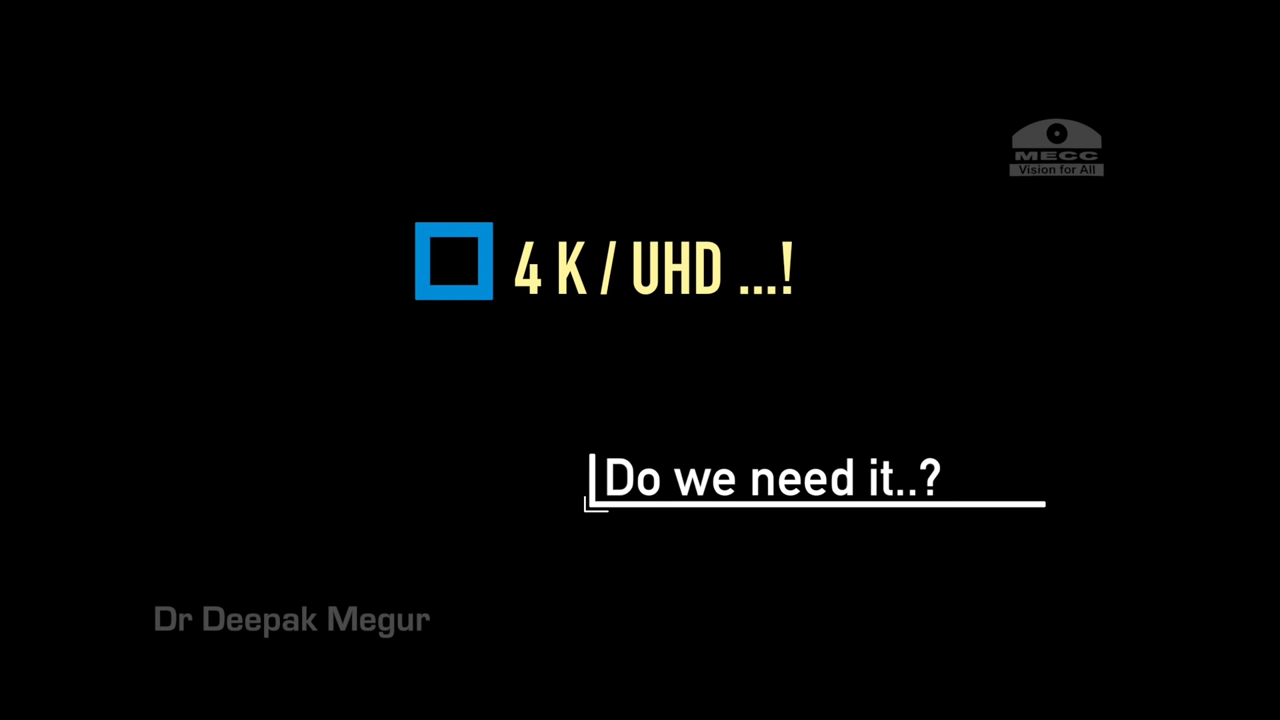 MECC
Vision for All
4 K / UHD ...!
Do we need it..?
Dr Deepak Megur